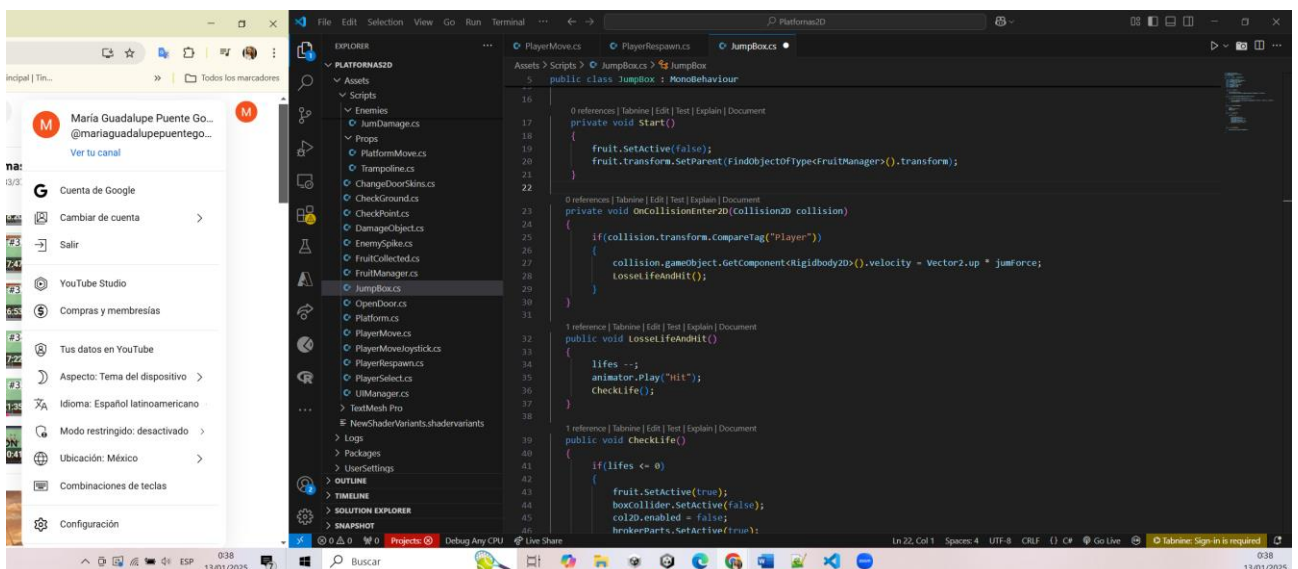 incipal | Tin...
»
Todos los marcadores
M
María Guadalupe Puente Go...
@mariaguadalupepuentego...
Ver tu canal
M
Cuenta de Google
Cambiar de cuenta
Salir
YouTube Studio
Compras y membresías
Tus datos en YouTube
Aspecto: Tema del dispositivo
Idioma: Español latinoamericano
Modo restringido: desactivado
Ubicación: México
Combinaciones de teclas
Configuración
ESP
0:38
13/01/2025
File Edit Selection View Go Run Terminal ...
Platfornas2D
EXPLORER
PLATFORNAS2D
Assets
Scripts
Enemies
JumDamage.cs
Props
PlatformMove.cs
Trampoline.cs
ChangeDoorSkins.cs
CheckGround.cs
CheckPoint.cs
DamageObject.cs
EnemySpike.cs
FruitCollected.cs
FruitManager.cs
JumpBox.cs
OpenDoor.cs
Platform.cs
PlayerMove.cs
PlayerMoveJoystick.cs
PlayerRespawn.cs
PlayerSelect.cs
UIManager.cs
TextMesh Pro
NewShaderVariants.shadervariants
Logs
Packages
UserSettings
OUTLINE
TIMELINE
SOLUTION EXPLORER
SNAPSHOT
PlayerMove.cs PlayerRespawn.cs JumpBox.cs
Assets > Scripts > JumpBox.cs > JumpBox
5 public class JumpBox : MonoBehaviour
16
0 references | Tabnine | Edit | Test | Explain | Document
17 private void Start()
18 {
19 fruit.SetActive(false);
20 fruit.transform.SetParent(FindObjectOfType<FruitManager>().transform);
21 }
22
0 references | Tabnine | Edit | Test | Explain | Document
23 private void OnCollisionEnter2D(Collision2D collision)
24 {
25 if(collision.transform.CompareTag("Player"))
26 {
27 collision.gameObject.GetComponent<Rigidbody2D>().velocity = Vector2.up * jumForce;
28 LosseLifeAndHit();
29 }
30 }
31
1 reference | Tabnine | Edit | Test | Explain | Document
32 public void LosseLifeAndHit()
33 {
34 lifes --;
35 animator.Play("Hit");
36 CheckLife();
37 }
38
1 reference | Tabnine | Edit | Test | Explain | Document
39 public void CheckLife()
40 {
41 if(lifes <= 0)
42 {
43 fruit.SetActive(true);
44 boxCollider.SetActive(false);
45 col2D.enabled = false;
46 brokerParts.SetActive(true);
0 0 0 Projects: Debug Any CPU Live Share
Ln 22, Col 1 Spaces: 4 UTF-8 CRLF {} C# Go Live Tabnine: Sign-in is required
Buscar
0:38
13/01/2025